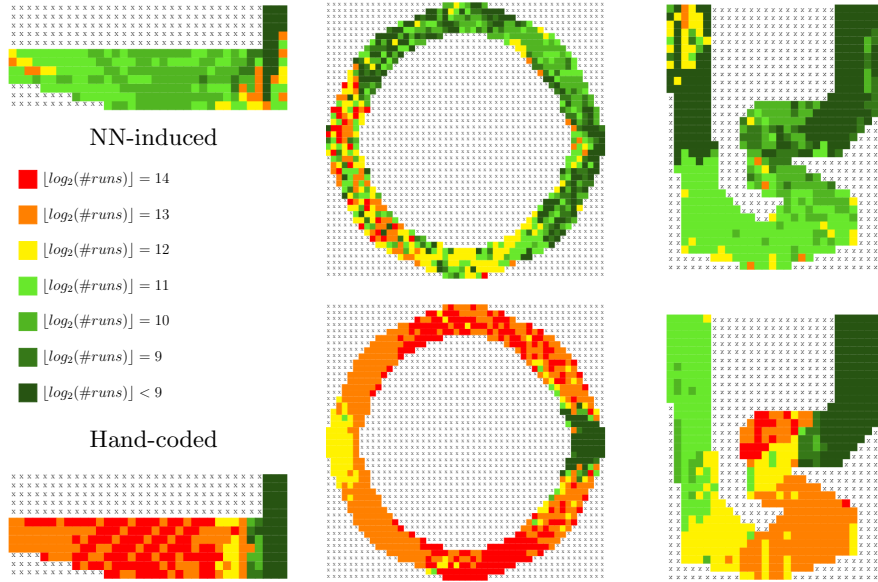 NN-induced
⌊log₂(#runs)⌋ = 14
⌊log₂(#runs)⌋ = 13
⌊log₂(#runs)⌋ = 12
⌊log₂(#runs)⌋ = 11
⌊log₂(#runs)⌋ = 10
⌊log₂(#runs)⌋ = 9
⌊log₂(#runs)⌋ < 9
Hand-coded